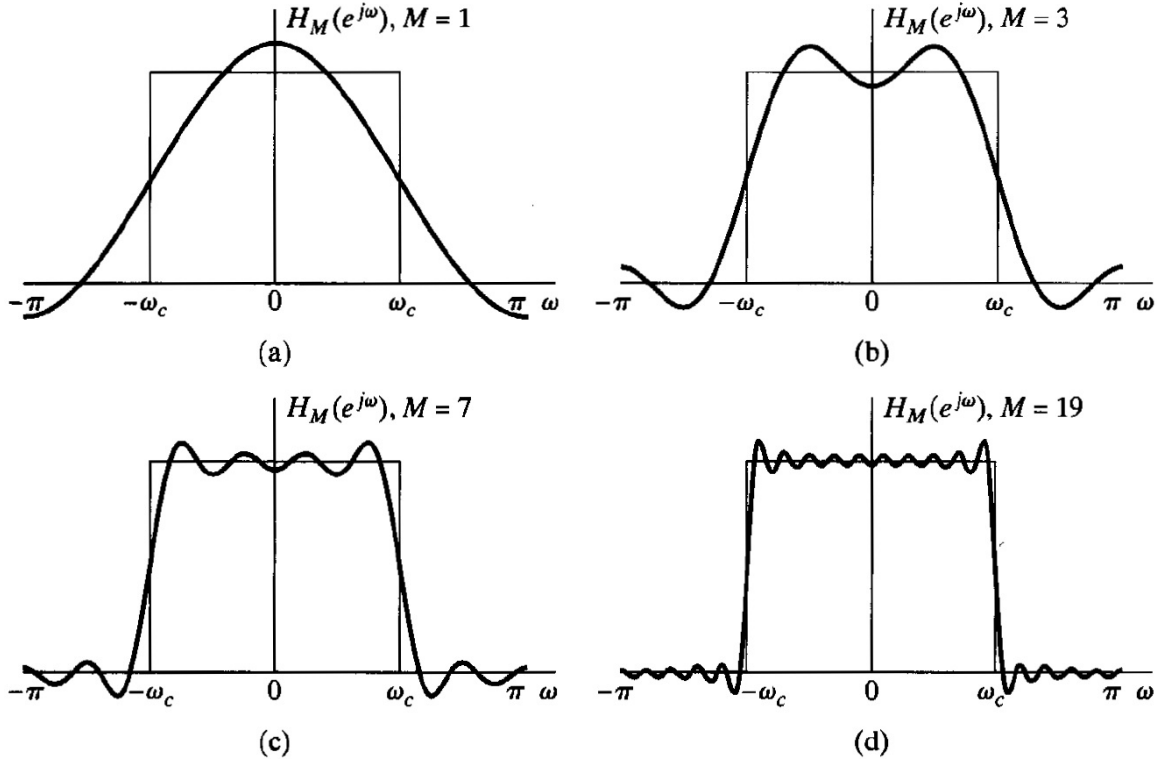 H_M(e^{jω}), M = 1
−π −ω_c 0 ω_c π ω
(a)
H_M(e^{jω}), M = 3
−π −ω_c 0 ω_c π ω
(b)
H_M(e^{jω}), M = 7
−π −ω_c 0 ω_c π ω
(c)
H_M(e^{jω}), M = 19
−π −ω_c 0 ω_c π ω
(d)